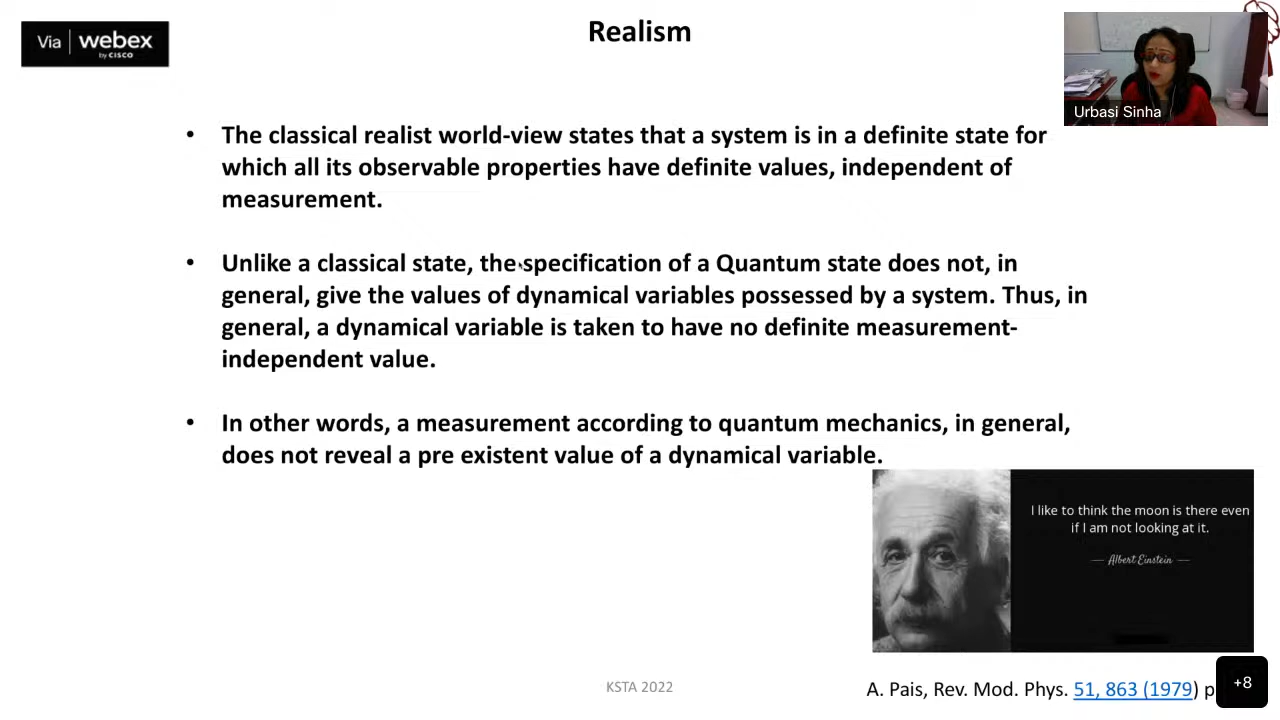 Via webex
by CISCO
Realism
Urbasi Sinha
• The classical realist world-view states that a system is in a definite state for
which all its observable properties have definite values, independent of
measurement.
• Unlike a classical state, the specification of a Quantum state does not, in
general, give the values of dynamical variables possessed by a system. Thus, in
general, a dynamical variable is taken to have no definite measurement-
independent value.
• In other words, a measurement according to quantum mechanics, in general,
does not reveal a pre existent value of a dynamical variable.
I like to think the moon is there even
if I am not looking at it.
— Albert Einstein —
KSTA 2022
A. Pais, Rev. Mod. Phys. 51, 863 (1979) p
+8